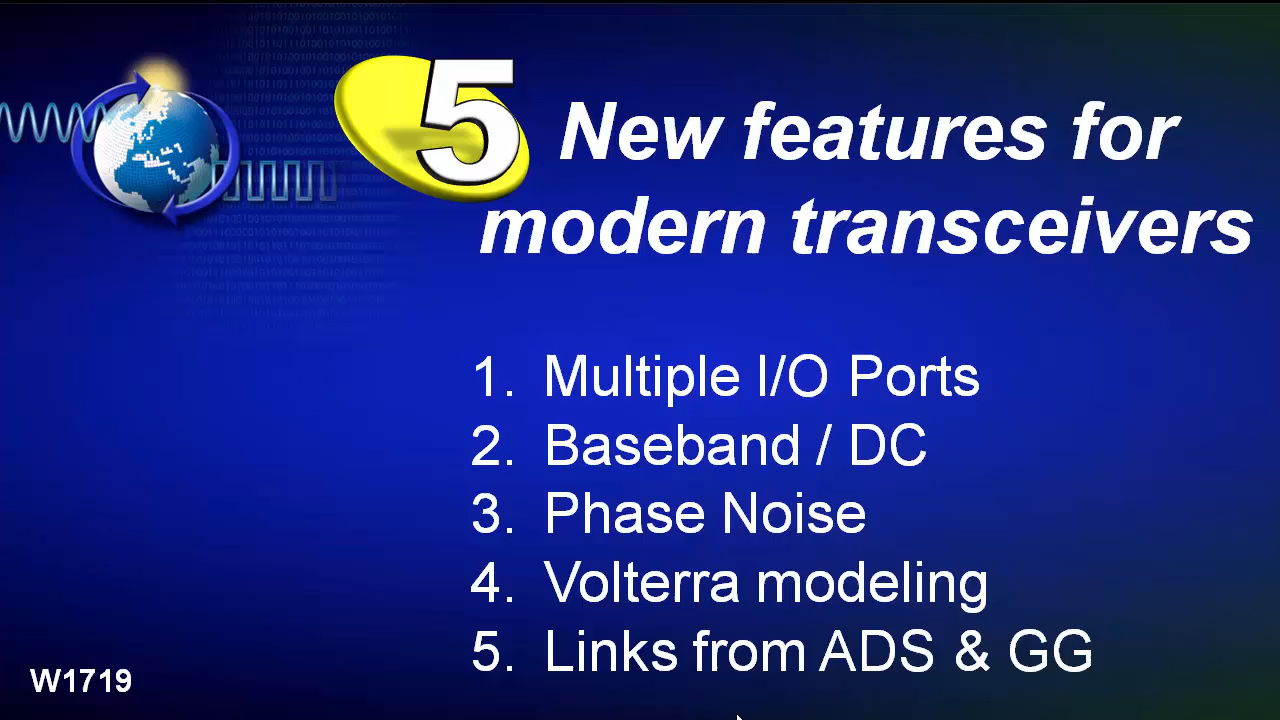 5 New features for
modern transceivers
1. Multiple I/O Ports
2. Baseband / DC
3. Phase Noise
4. Volterra modeling
5. Links from ADS & GG
W1719